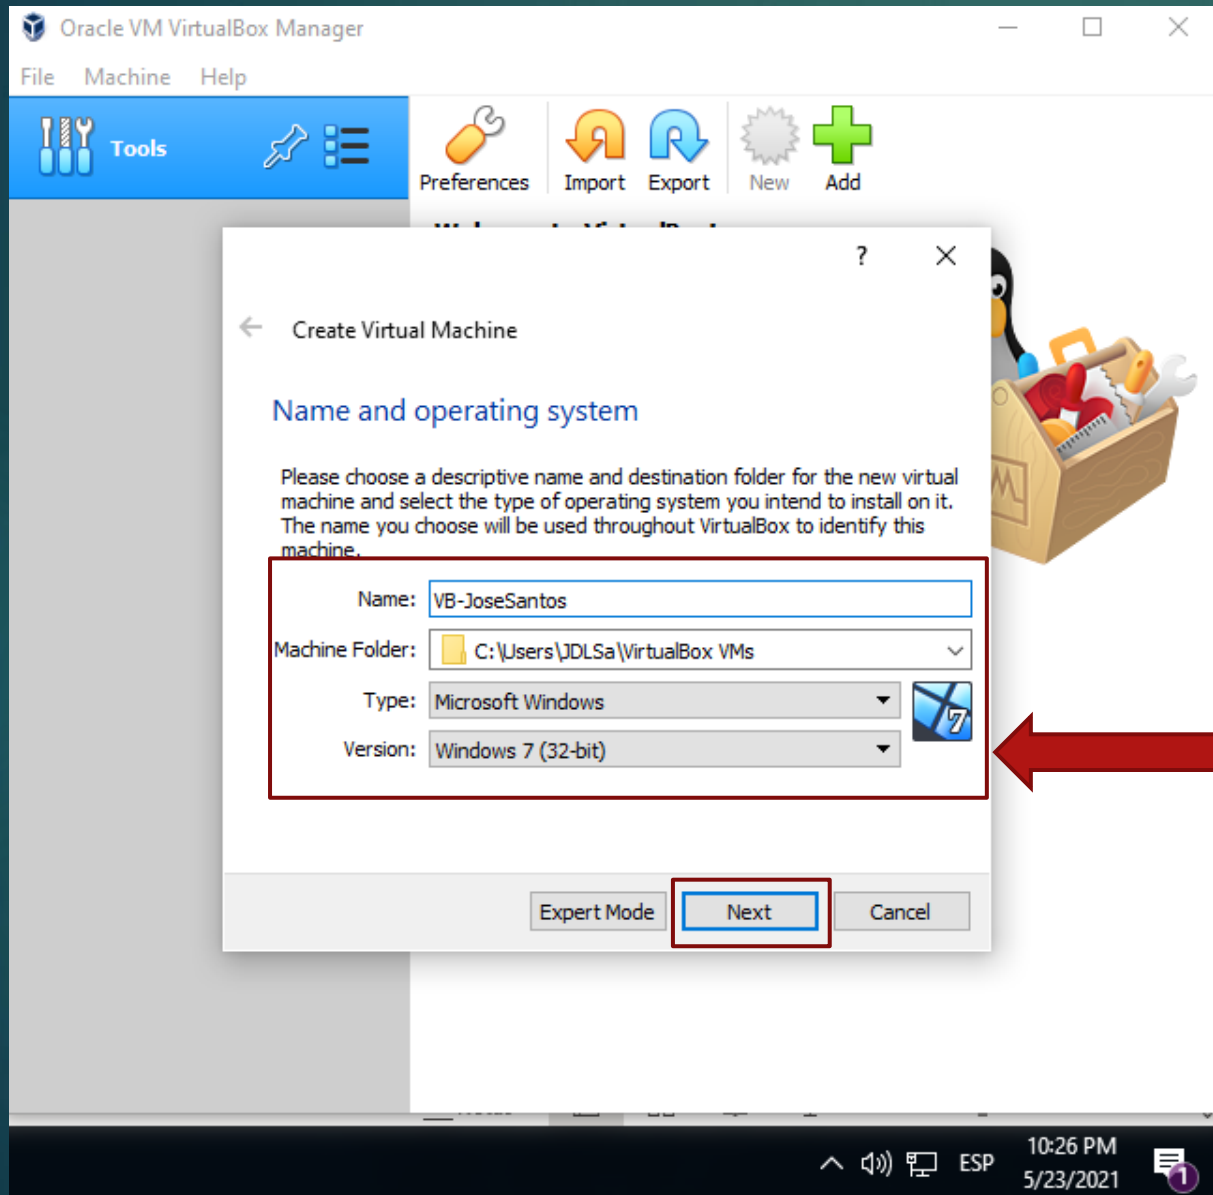 Oracle VM VirtualBox Manager
File Machine Help
Tools
Preferences Import Export New Add
Create Virtual Machine
Name and operating system
Please choose a descriptive name and destination folder for the new virtual
machine and select the type of operating system you intend to install on it.
The name you choose will be used throughout VirtualBox to identify this
machine.
Name: VB-JoseSantos
Machine Folder: C:\Users\JDLSa\VirtualBox VMs
Type: Microsoft Windows
7
Version: Windows 7 (32-bit)
Expert Mode Next Cancel
ESP
10:26 PM
5/23/2021
1